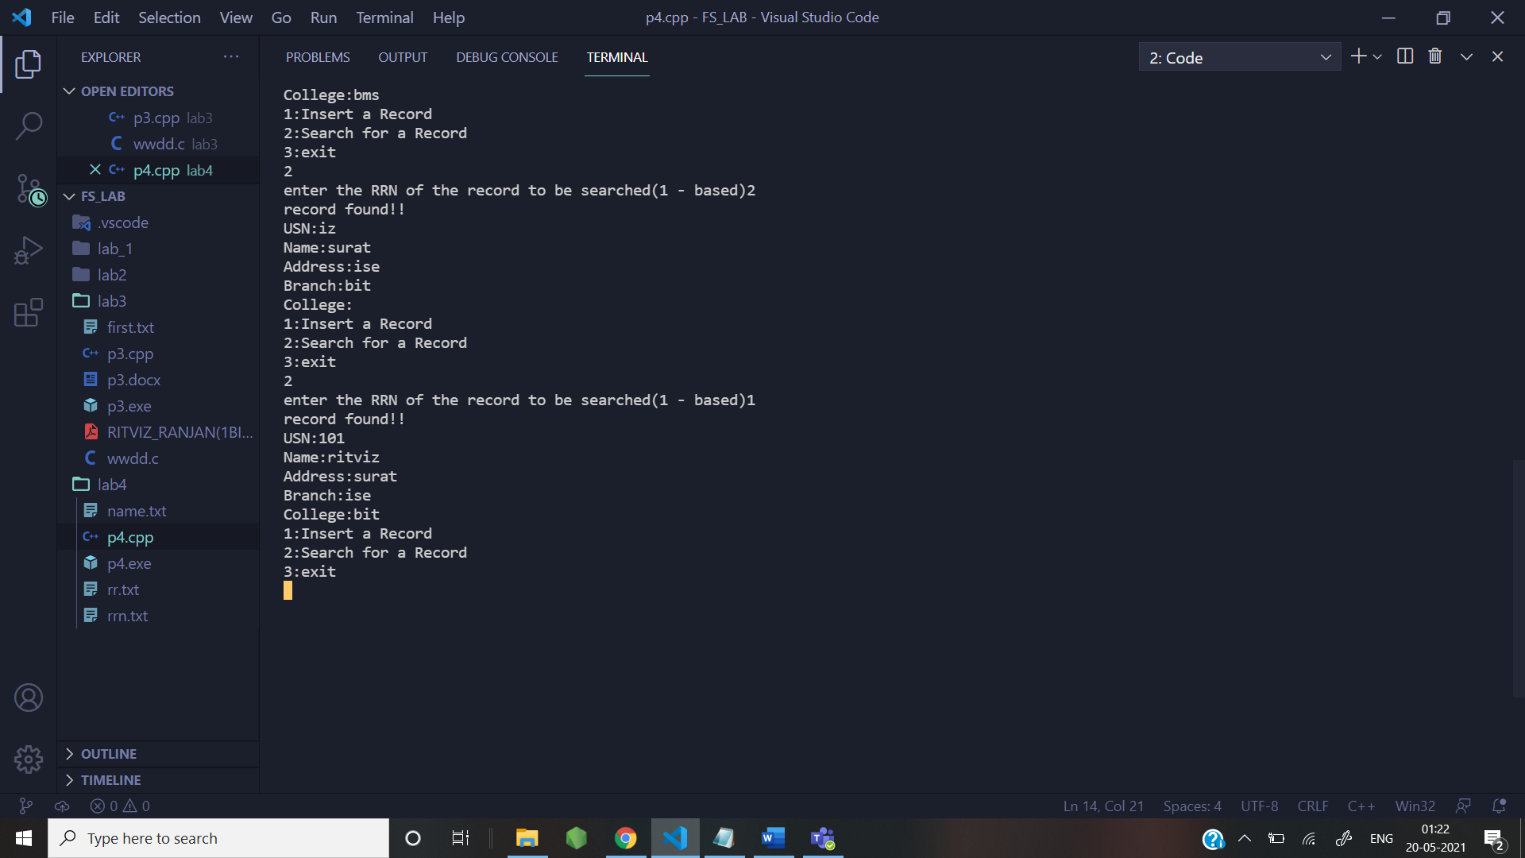 File Edit Selection View Go Run Terminal Help
p4.cpp - FS_LAB - Visual Studio Code
EXPLORER ...
OPEN EDITORS
p3.cpp lab3
C wwdd.c lab3
p4.cpp lab4
FS_LAB
.vscode
lab_1
lab2
lab3
first.txt
p3.cpp
p3.docx
p3.exe
RITVIZ_RANJAN(1BI...
C wwdd.c
lab4
name.txt
p4.cpp
p4.exe
rr.txt
rrn.txt
OUTLINE
TIMELINE
PROBLEMS OUTPUT DEBUG CONSOLE TERMINAL
2: Code
College:bms
1:Insert a Record
2:Search for a Record
3:exit
2
enter the RRN of the record to be searched(1 - based)2
record found!!
USN:iz
Name:surat
Address:ise
Branch:bit
College:
1:Insert a Record
2:Search for a Record
3:exit
2
enter the RRN of the record to be searched(1 - based)1
record found!!
USN:101
Name:ritviz
Address:surat
Branch:ise
College:bit
1:Insert a Record
2:Search for a Record
3:exit
0 0
Ln 14, Col 21 Spaces: 4 UTF-8 CRLF C++ Win32
Type here to search
ENG
01:22
20-05-2021
2